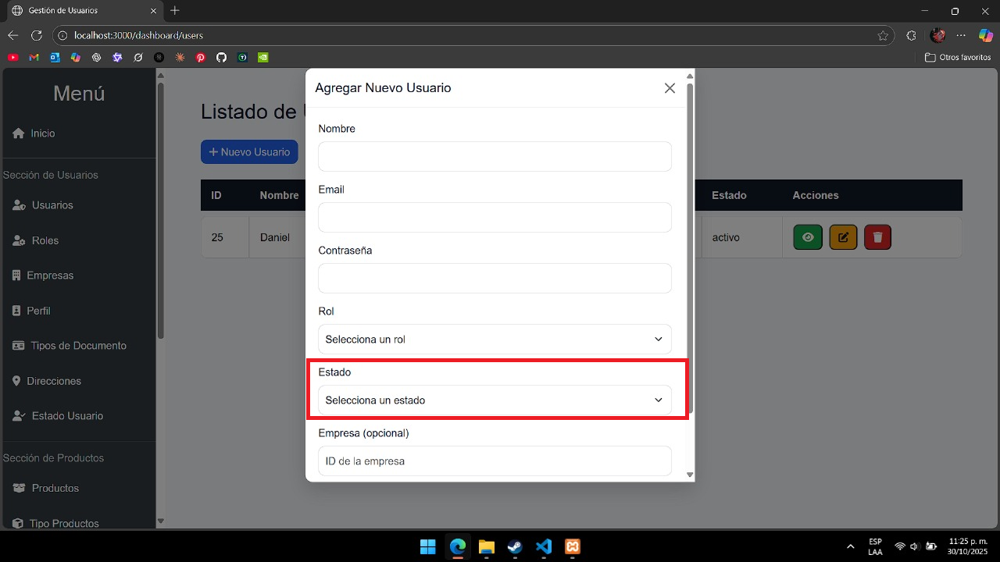 Gestión de Usuarios
localhost:3000/dashboard/users
Otros favoritos
Menú
Inicio
Sección de Usuarios
Usuarios
Roles
Empresas
Perfil
Tipos de Documento
Direcciones
Estado Usuario
Sección de Productos
Productos
Tipo Productos
Listado de
+ Nuevo Usuario
ID Nombre Estado Acciones
25 Daniel activo
Agregar Nuevo Usuario
Nombre
Email
Contraseña
Rol
Selecciona un rol
Estado
Selecciona un estado
Empresa (opcional)
ID de la empresa
ESP
LAA
11:25 p. m.
30/10/2025